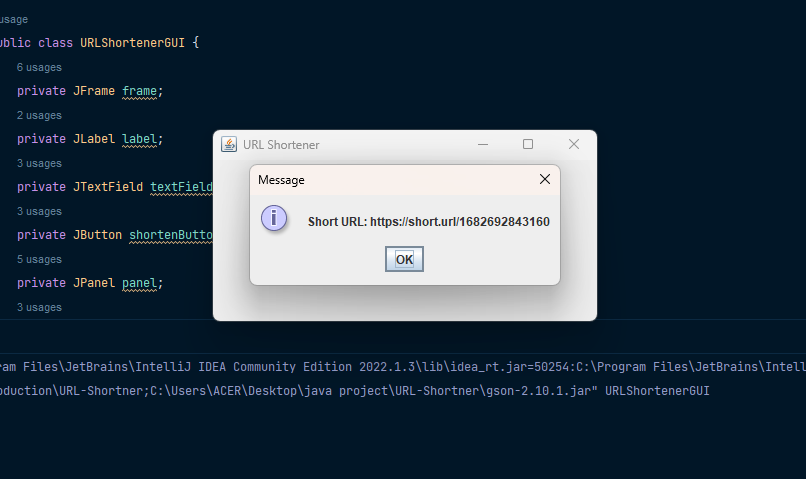 usage
ublic class URLShortenerGUI {
6 usages
private JFrame frame;
2 usages
private JLabel label;
3 usages
private JTextField textField
3 usages
private JButton shortenButto
5 usages
private JPanel panel;
3 usages
URL Shortener
Message
Short URL: https://short.url/1682692843160
OK
ram Files\JetBrains\IntelliJ IDEA Community Edition 2022.1.3\lib\idea_rt.jar=50254:C:\Program Files\JetBrains\Intell
oduction\URL-Shortner;C:\Users\ACER\Desktop\java project\URL-Shortner\gson-2.10.1.jar" URLShortenerGUI